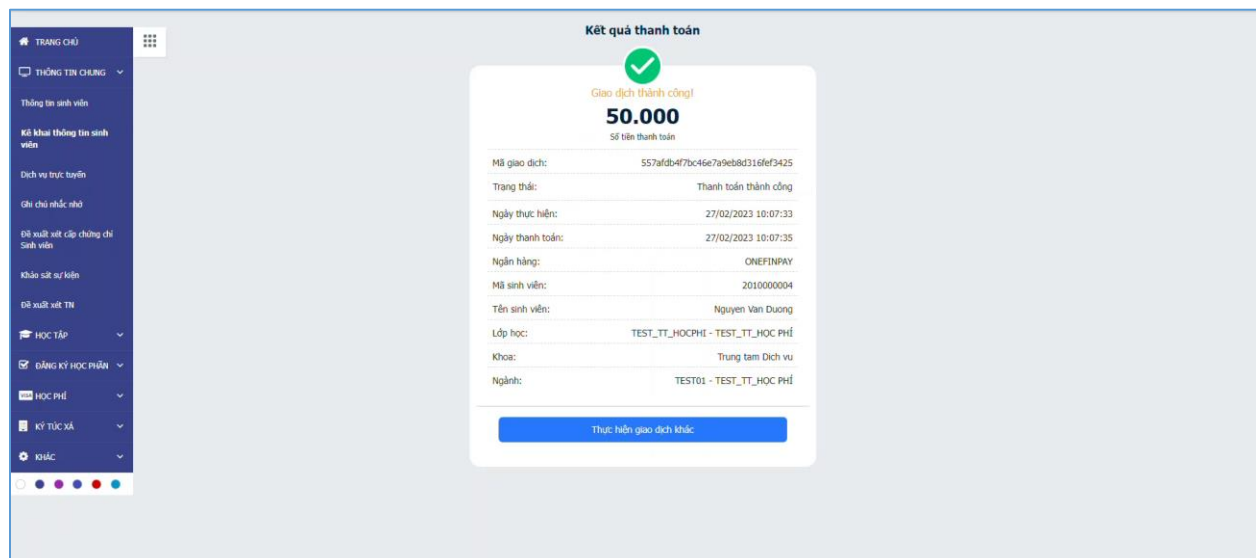 TRANG CHỦ
THÔNG TIN CHUNG
Thông tin sinh viên
Kê khai thông tin sinh
viên
Dịch vụ trực tuyến
Ghi chú nhắc nhở
Đề xuất xét cấp chứng chỉ
Sinh viên
Khảo sát sự kiện
Đề xuất xét TN
HỌC TẬP
ĐĂNG KÝ HỌC PHẦN
HỌC PHÍ
KÝ TÚC XÁ
KHÁC
Kết quả thanh toán
Giao dịch thành công!
50.000
Số tiền thanh toán
Mã giao dịch: 557afdb4f7bc46e7a9eb8d316fef3425
Trạng thái: Thanh toán thành công
Ngày thực hiện: 27/02/2023 10:07:33
Ngày thanh toán: 27/02/2023 10:07:35
Ngân hàng: ONEFINPAY
Mã sinh viên: 2010000004
Tên sinh viên: Nguyen Van Duong
Lớp học: TEST_TT_HOCPHI - TEST_TT_HỌC PHÍ
Khoa: Trung tam Dich vu
Ngành: TEST01 - TEST_TT_HỌC PHÍ
Thực hiện giao dịch khác